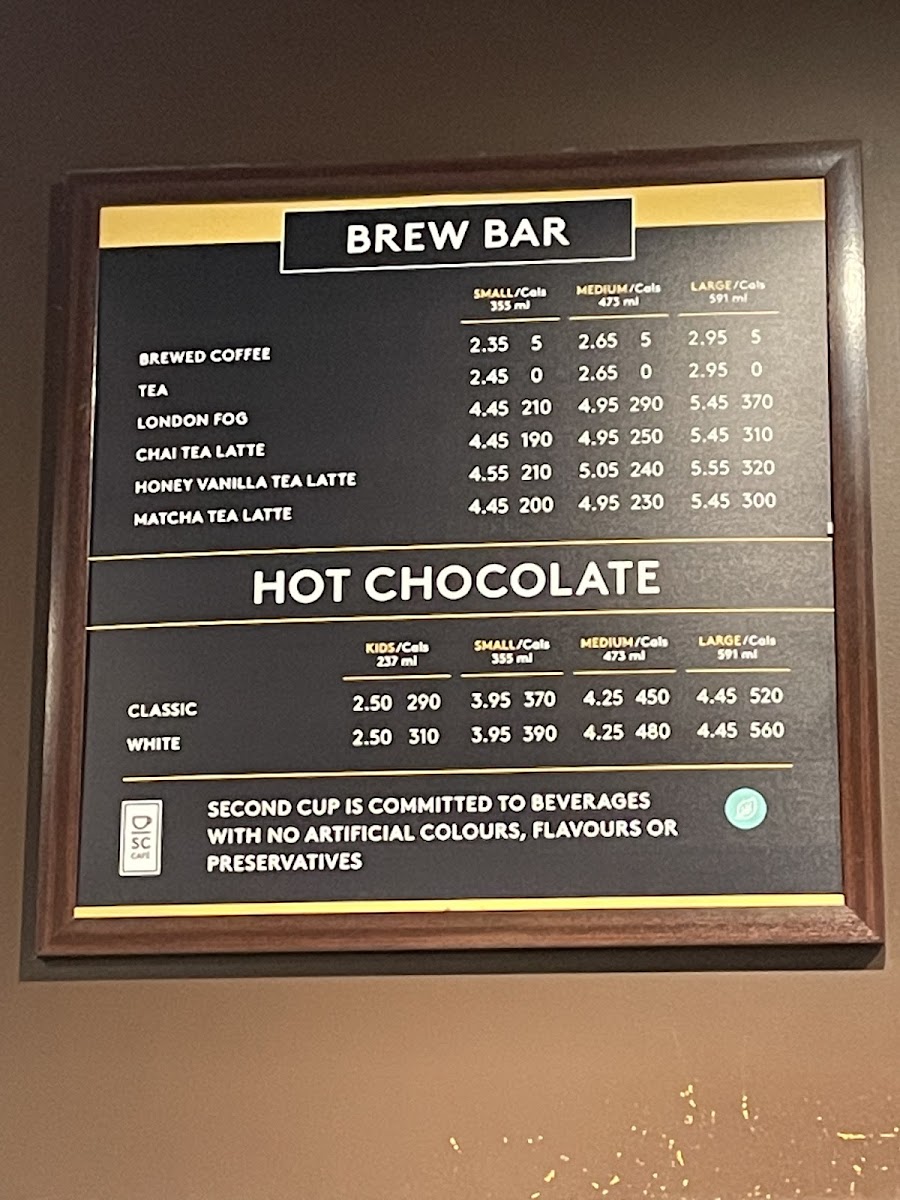 BREW BAR
SMALL/Cals MEDIUM/Cals LARGE/Cals
355 ml 473 ml 591 ml
BREWED COFFEE 2.35 5 2.65 5 2.95 5
TEA 2.45 0 2.65 0 2.95 0
LONDON FOG 4.45 210 4.95 290 5.45 370
CHAI TEA LATTE 4.45 190 4.95 250 5.45 310
HONEY VANILLA TEA LATTE 4.55 210 5.05 240 5.55 320
MATCHA TEA LATTE 4.45 200 4.95 230 5.45 300
HOT CHOCOLATE
KIDS/Cals SMALL/Cals MEDIUM/Cals LARGE/Cals
237 ml 355 ml 473 ml 591 ml
CLASSIC 2.50 290 3.95 370 4.25 450 4.45 520
WHITE 2.50 310 3.95 390 4.25 480 4.45 560
SC
CAFÉ
SECOND CUP IS COMMITTED TO BEVERAGES
WITH NO ARTIFICIAL COLOURS, FLAVOURS OR
PRESERVATIVES